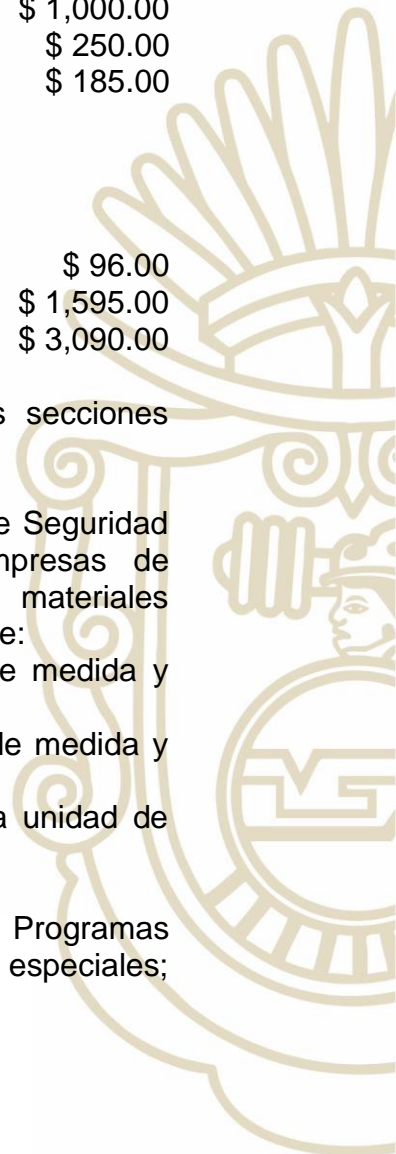 $ 1,000.00
$ 250.00
$ 185.00
$ 96.00
$ 1,595.00
$ 3,090.00
secciones
e Seguridad
mpresas de
materiales
e:
e medida y
de medida y
a unidad de
Programas
especiales;